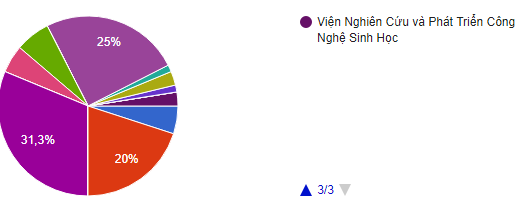 25%
Viện Nghiên Cứu và Phát Triển Công
Nghệ Sinh Học
31,3%
20%
3/3